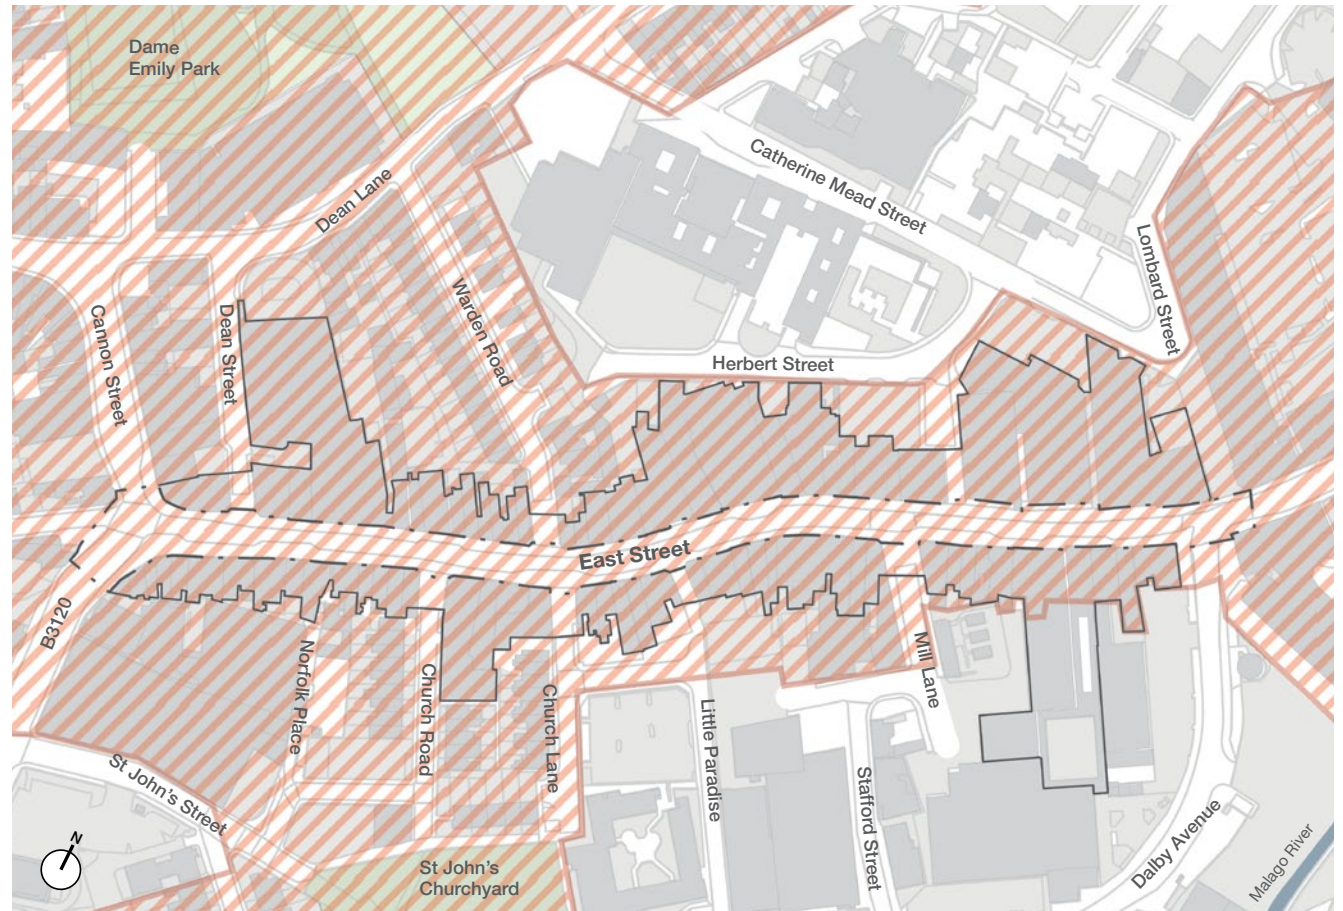 Dame
Emily Park
Catherine Mead Street
Dean Lane
Lombard Street
Warden Road
Cannon Street
Dean Street
Herbert Street
East Street
B3120
Norfolk Place
Church Road
Church Lane
Little Paradise
Mill Lane
St John's Street
Stafford Street
Dalby Avenue
Malago River
N
St John's
Churchyard